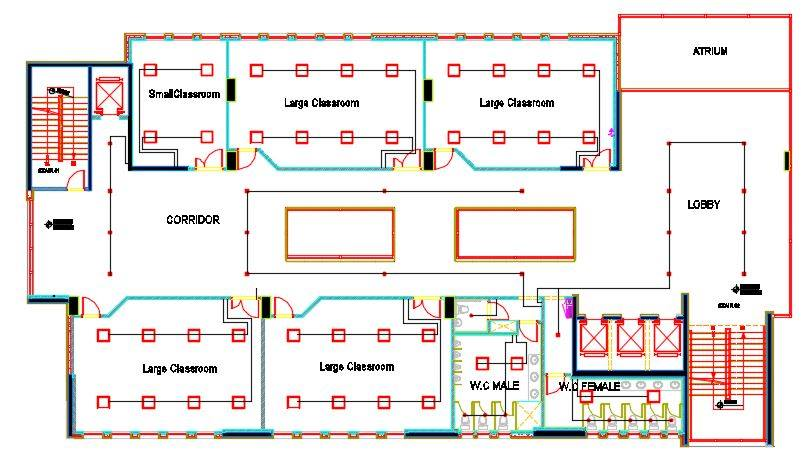 ATRIUM
SmallClassroom
Large Classroom
Large Classroom
CORRIDOR
LOBBY
Large Classroom
Large Classroom
W.C MALE
W.C FEMALE